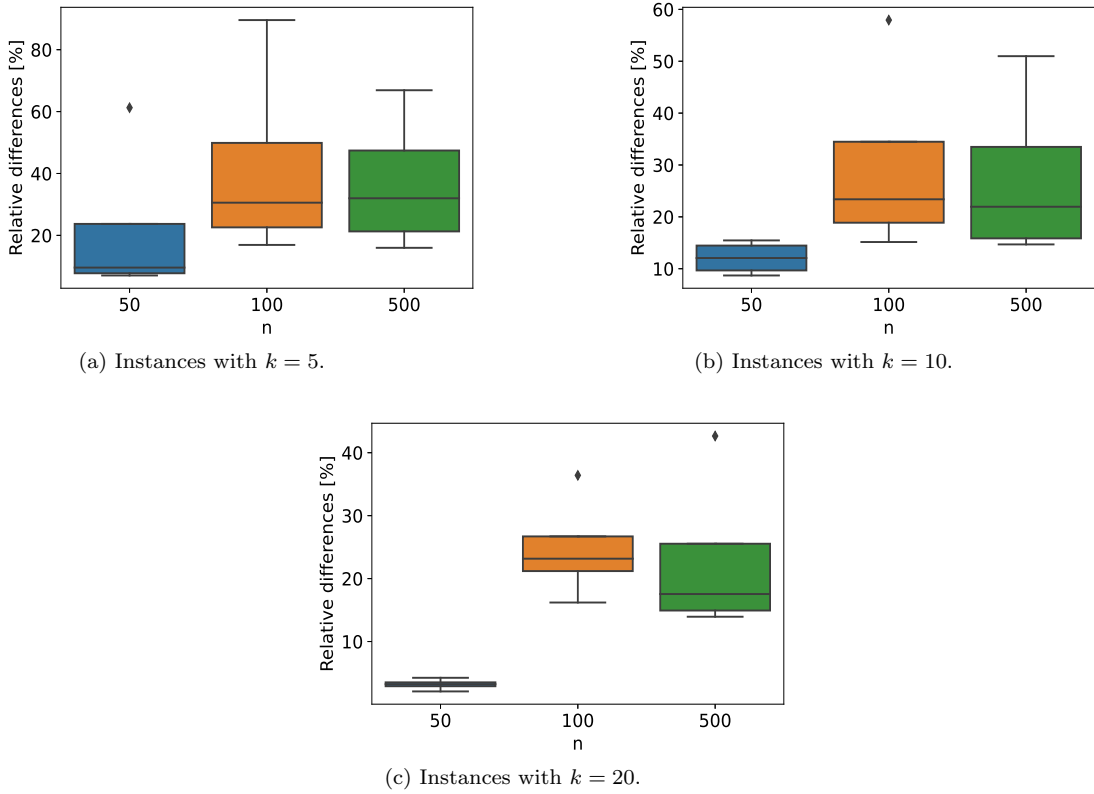 80
60
40
20
Relative differences [%]
50 100 500
n
(a) Instances with k = 5.
60
50
40
30
20
10
Relative differences [%]
50 100 500
n
(b) Instances with k = 10.
40
30
20
10
Relative differences [%]
50 100 500
n
(c) Instances with k = 20.